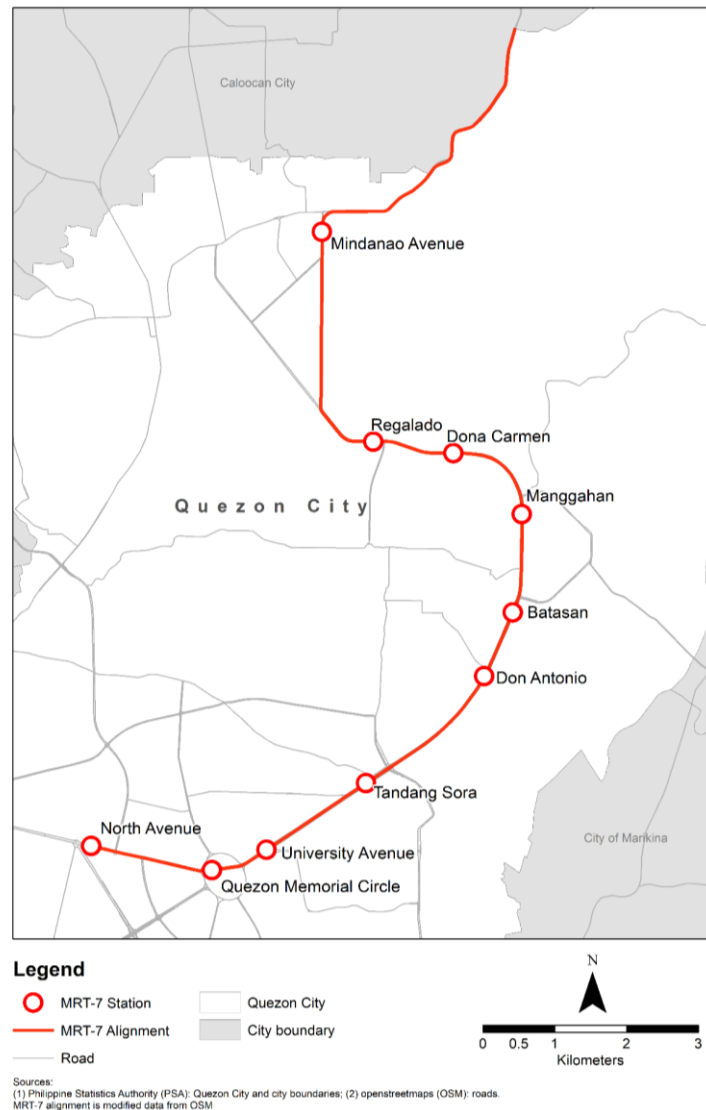 Caloocan City
Mindanao Avenue
Regalado
Dona Carmen
Manggahan
Quezon City
Batasan
Don Antonio
Tandang Sora
North Avenue
City of Marikina
University Avenue
Quezon Memorial Circle
Legend
MRT-7 Station
Quezon City
MRT-7 Alignment
City boundary
Road
N
0 0.5 1 2 3
Kilometers
Sources:
(1) Philippine Statistics Authority (PSA): Quezon City and city boundaries; (2) openstreetmaps (OSM): roads.
MRT-7 alignment is modified data from OSM